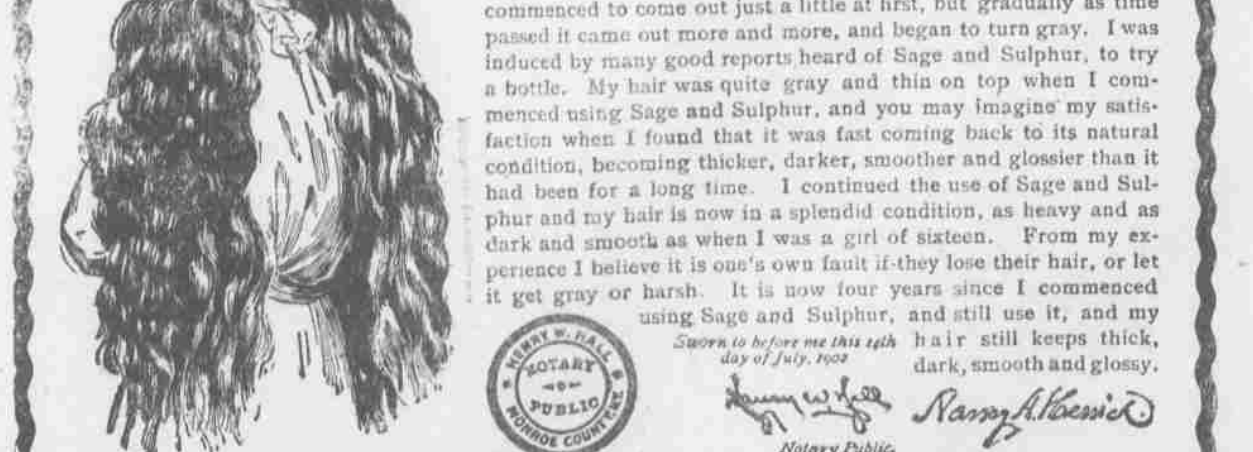 commenced to come out just a little at first, but gradually as time
passed it came out more and more, and began to turn gray. I was
induced by many good reports heard of Sage and Sulphur, to try
a bottle. My hair was quite gray and thin on top when I com-
menced using Sage and Sulphur, and you may imagine my satis-
faction when I found that it was fast coming back to its natural
condition, becoming thicker, darker, smoother and glossier than it
had been for a long time. I continued the use of Sage and Sul-
phur and my hair is now in a splendid condition, as heavy and as
dark and smooth as when I was a girl of sixteen. From my ex-
perience I believe it is one's own fault if they lose their hair, or let
it get gray or harsh. It is now four years since I commenced
using Sage and Sulphur, and still use it, and my
hair still keeps thick,
dark, smooth and glossy.
Sworn to before me this 14th
day of July. 1902
HENRY W. HALL
NOTARY
PUBLIC
MONROE COUNTY
Henry W Hall
Notary Public.
Nancy A.